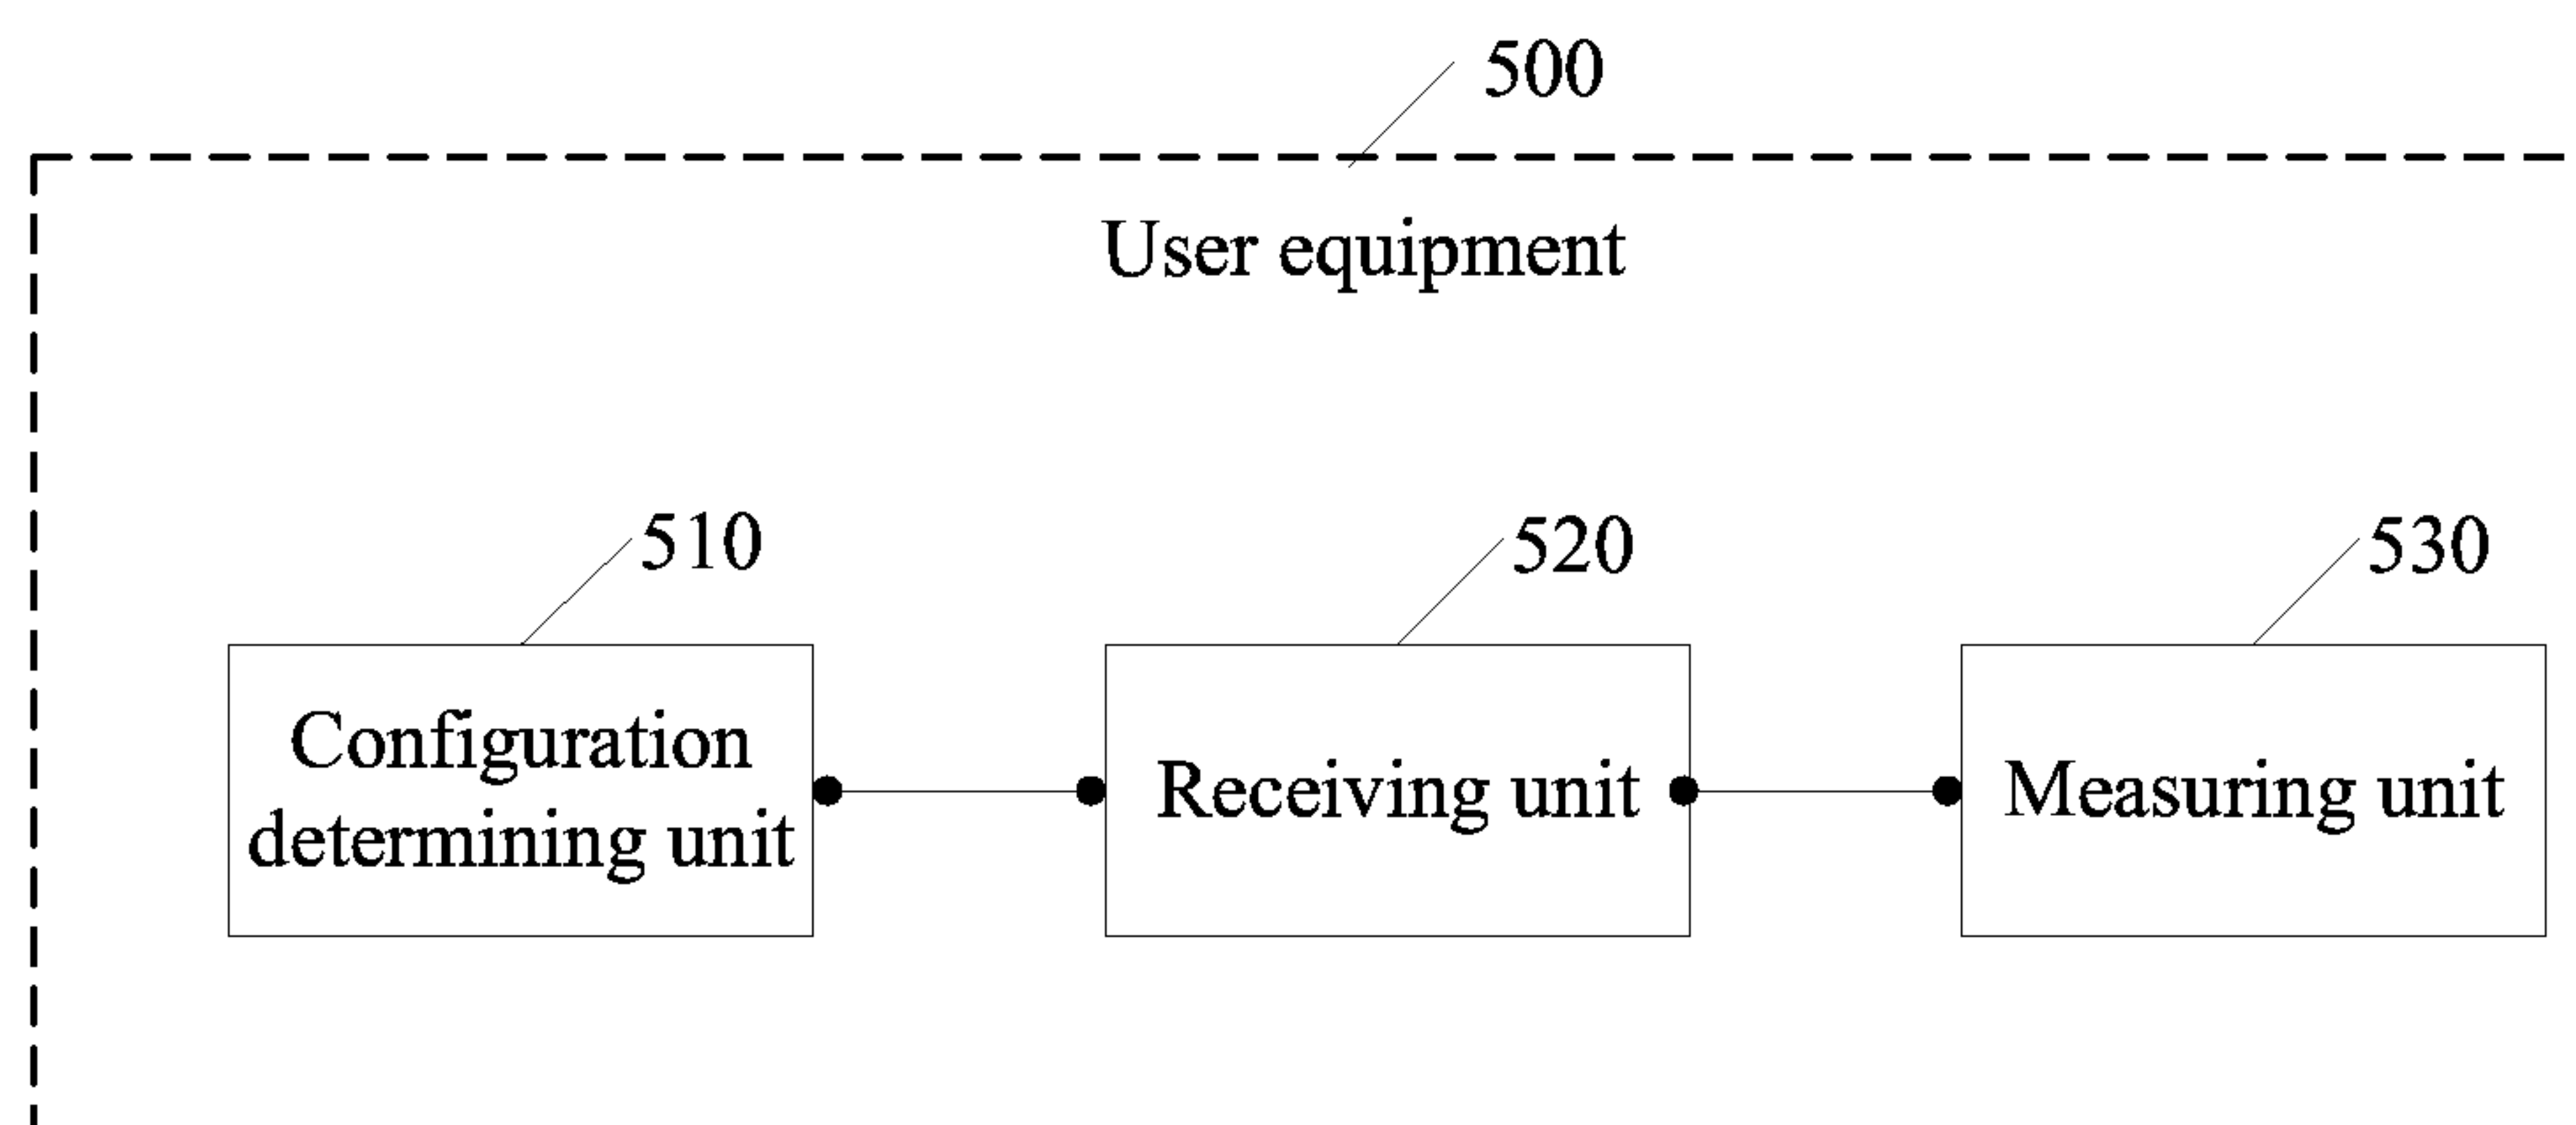 500
User equipment
510
520
530
Configuration
determining unit
Receiving unit
Measuring unit